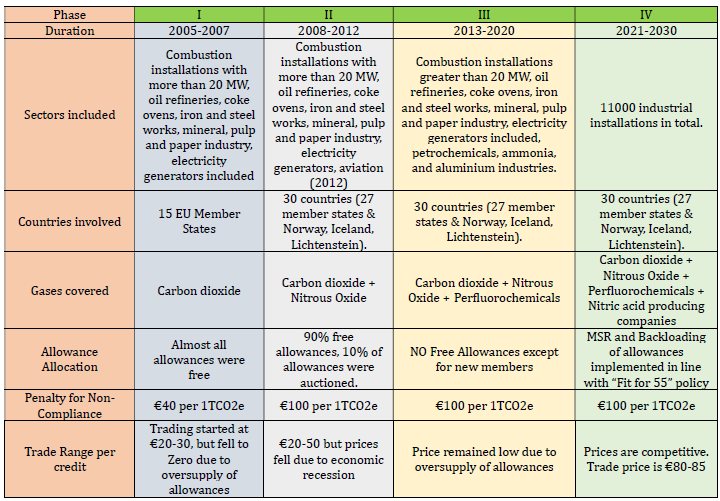 Phase
I
II
III
IV
Duration
2005-2007
2008-2012
2013-2020
2021-2030
Sectors included
Combustion
installations with
more than 20 MW,
oil refineries, coke
ovens, iron and steel
works, mineral, pulp
and paper industry,
electricity
generators included
Combustion
installations with
more than 20 MW,
oil refineries, coke
ovens, iron and steel
works, mineral, pulp
and paper industry,
electricity
generators, aviation
(2012)
Combustion installations
greater than 20 MW, oil
refineries, coke ovens, iron
and steel works, mineral, pulp
and paper industry, electricity
generators included,
petrochemicals, ammonia,
and aluminium industries.
11000 industrial
installations in total.
Countries involved
15 EU Member
States
30 countries (27
member states &
Norway, Iceland,
Lichtenstein).
30 countries (27 member
states & Norway, Iceland,
Lichtenstein).
30 countries (27
member states &
Norway, Iceland,
Lichtenstein).
Gases covered
Carbon dioxide
Carbon dioxide +
Nitrous Oxide
Carbon dioxide + Nitrous
Oxide + Perfluorochemicals
Carbon dioxide +
Nitrous Oxide +
Perfluorochemicals +
Nitric acid producing
companies
Allowance
Allocation
Almost all
allowances were
free
90% free
allowances, 10% of
allowances were
auctioned.
NO Free Allowances except
for new members
MSR and Backloading
of allowances
implemented in line
with “Fit for 55” policy
Penalty for Non-
Compliance
€40 per 1TCO2e
€100 per 1TCO2e
€100 per 1TCO2e
€100 per 1TCO2e
Trade Range per
credit
Trading started at
€20-30, but fell to
Zero due to
oversupply of
allowances
€20-50 but prices
fell due to economic
recession
Price remained low due to
oversupply of allowances
Prices are competitive.
Trade price is €80-85